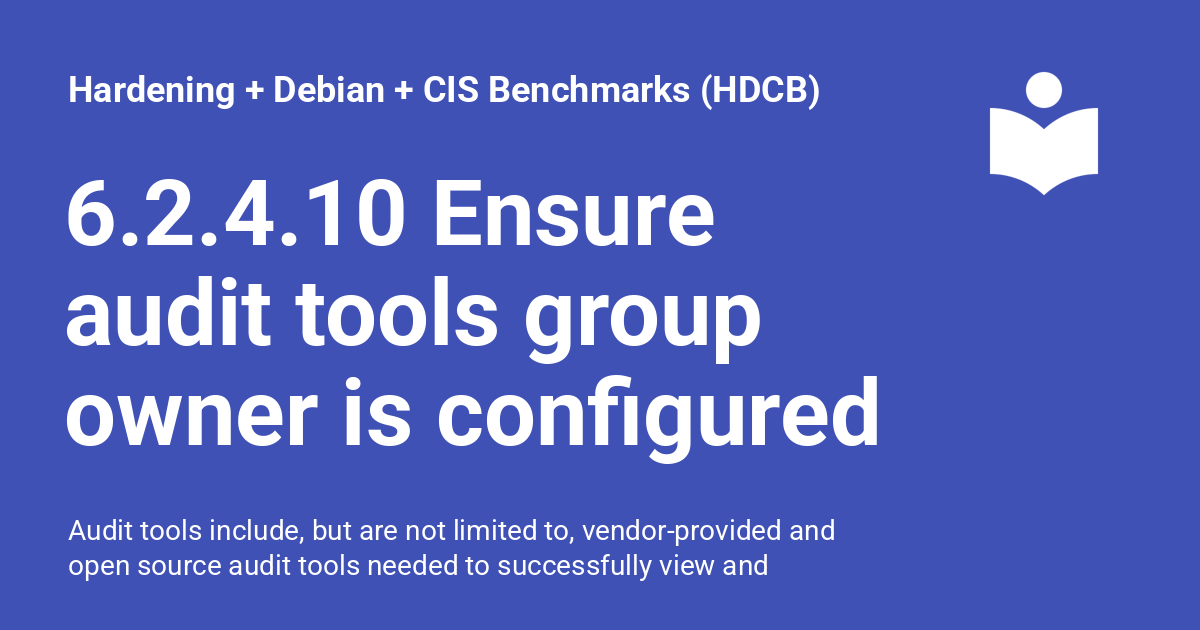 Hardening + Debian + CIS Benchmarks (HDCB)
6.2.4.10 Ensure
audit tools group
owner is configured
Audit tools include, but are not limited to, vendor-provided and
open source audit tools needed to successfully view and